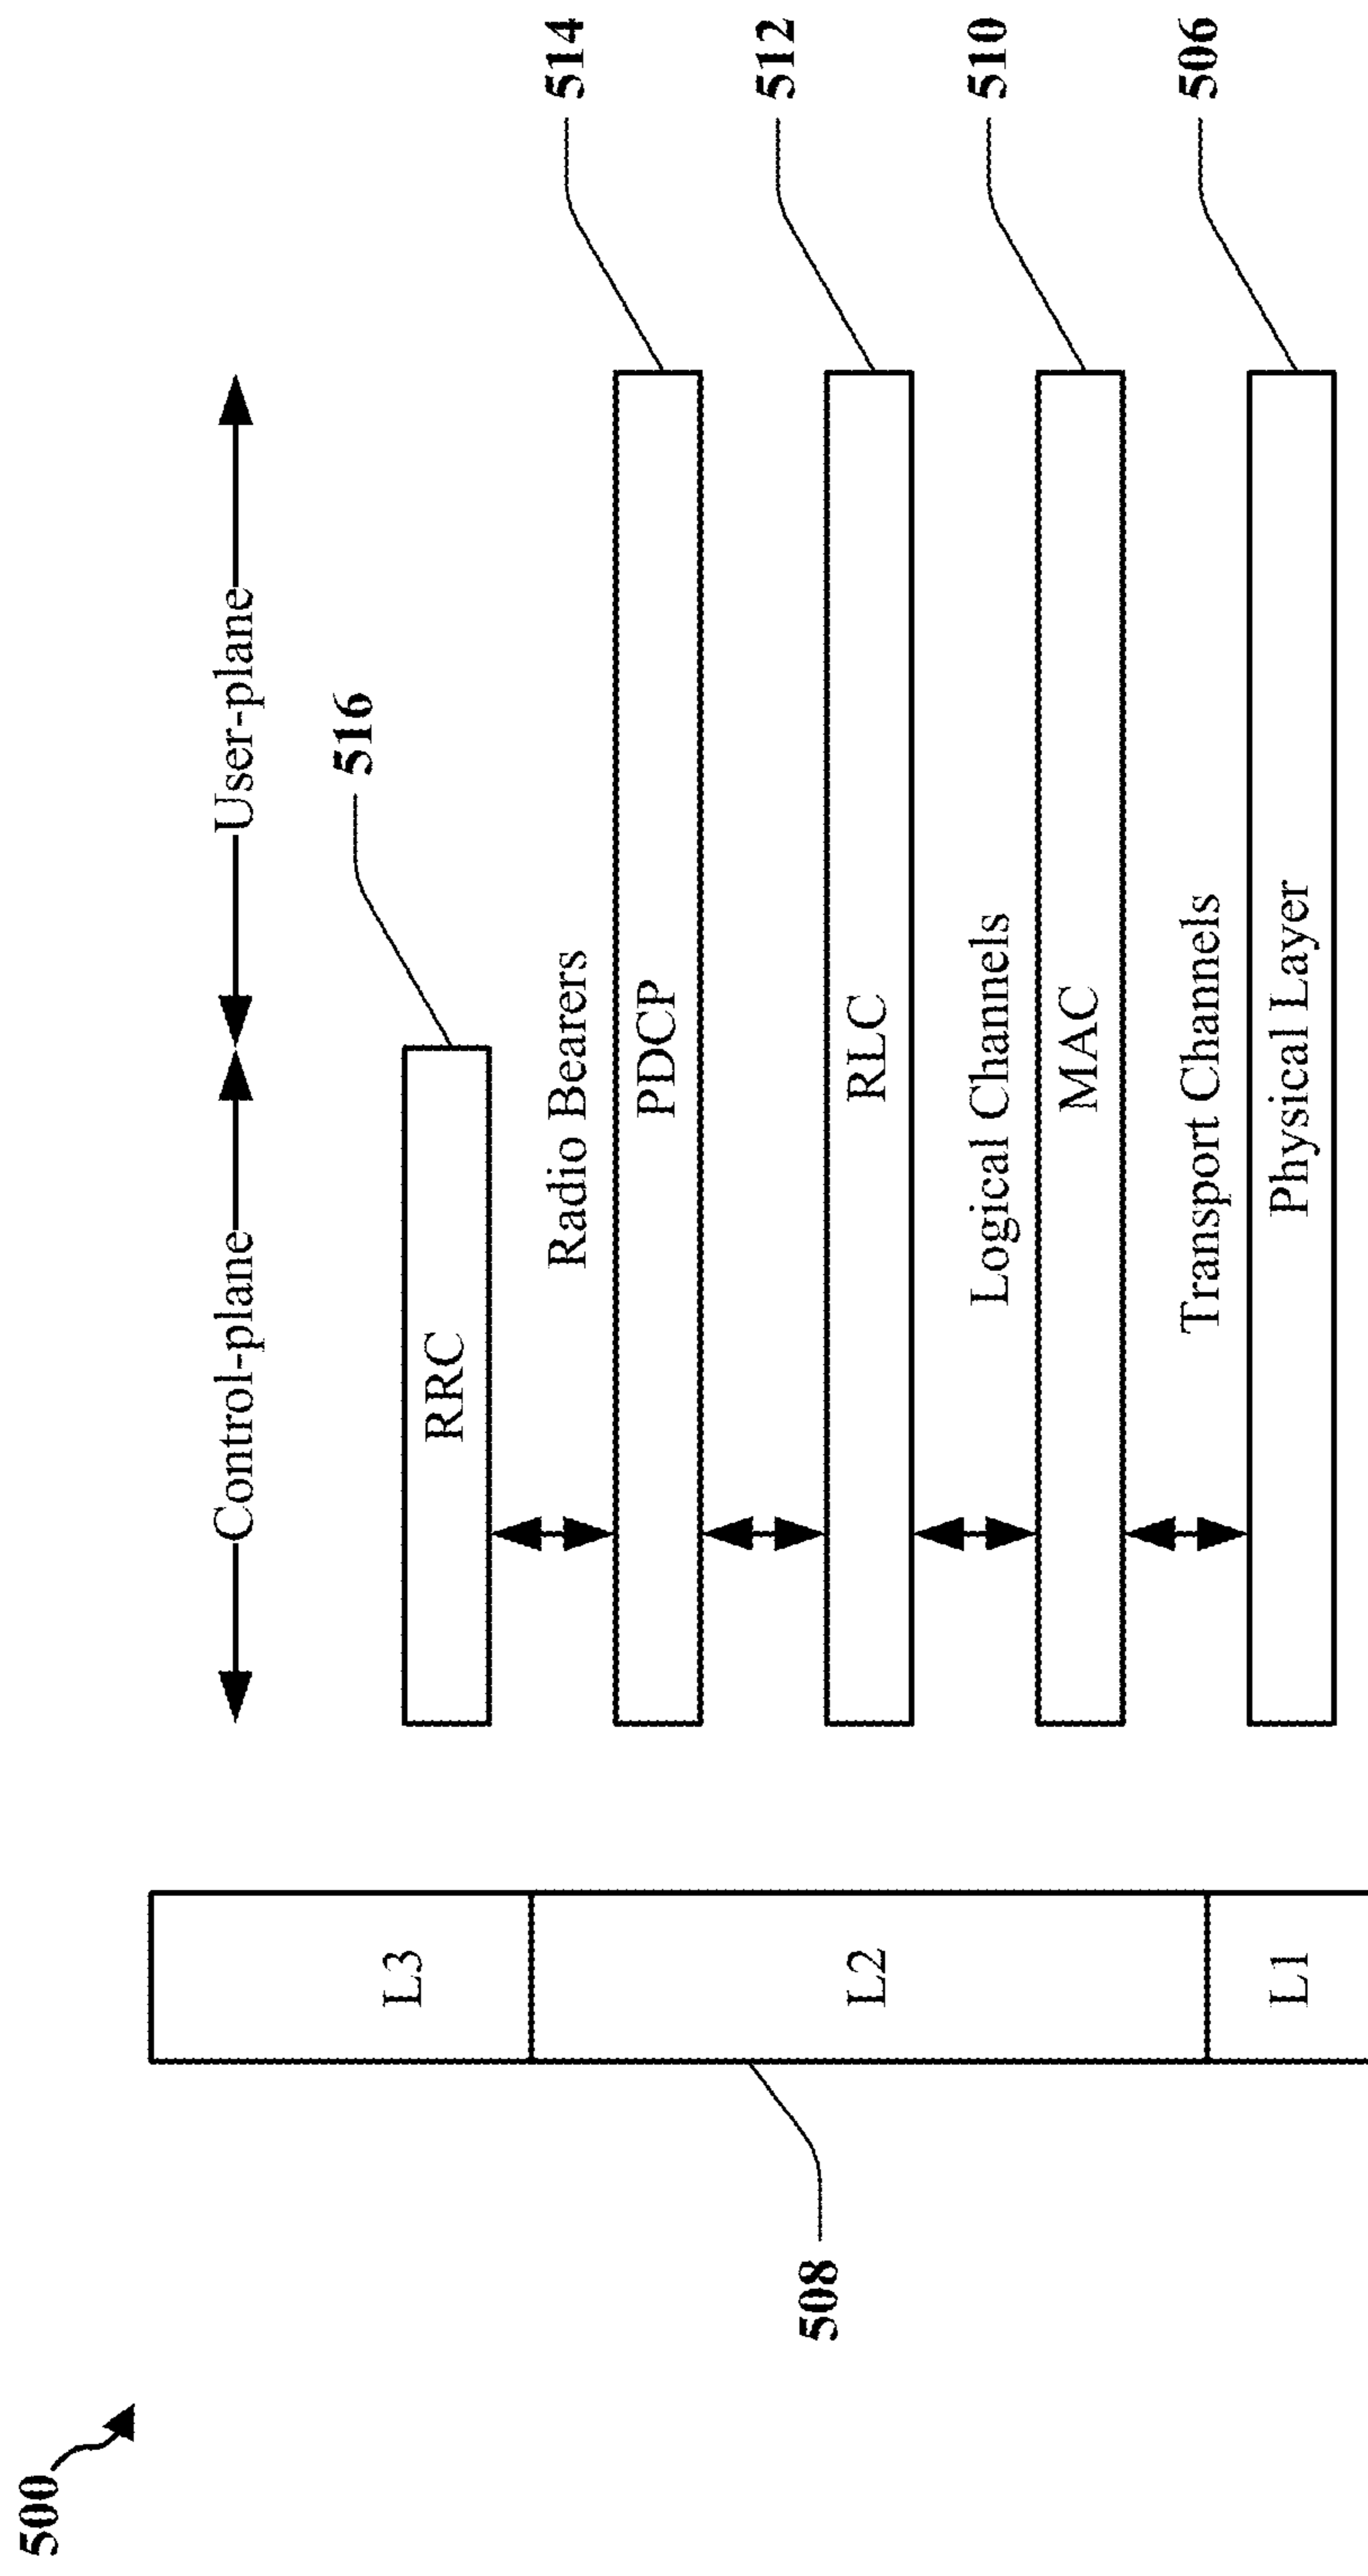 500
Control-plane
User-plane
516
L3
RRC
Radio Bearers
514
PDCP
508
L2
512
RLC
Logical Channels
510
MAC
Transport Channels
506
L1
Physical Layer